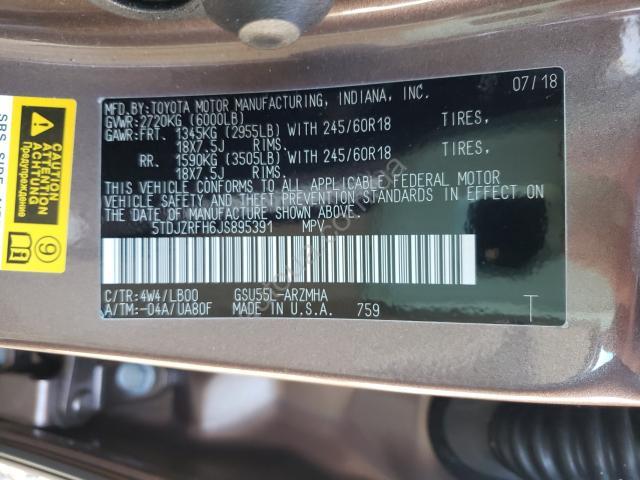 MFD.BY:TOYOTA MOTOR MANUFACTURING, INDIANA, INC. 07/18
GVWR:2720KG (6000LB)
GAWR:FRT. 1345KG (2955LB) WITH 245/60R18 TIRES,
18X7.5J RIMS.
RR. 1590KG (3505LB) WITH 245/60R18 TIRES,
18X7.5J RIMS.
THIS VEHICLE CONFORMS TO ALL APPLICABLE FEDERAL MOTOR
VEHICLE SAFETY AND THEFT PREVENTION STANDARDS IN EFFECT ON
THE DATE OF MANUFACTURE SHOWN ABOVE.
5TDJZRFH6JS895391 MPV
C/TR:4W4/LB00 GSU55L-ARZMHA
A/TM:-04A/UA80F MADE IN U.S.A. 759 T
CAUTION
Предупреждение
9